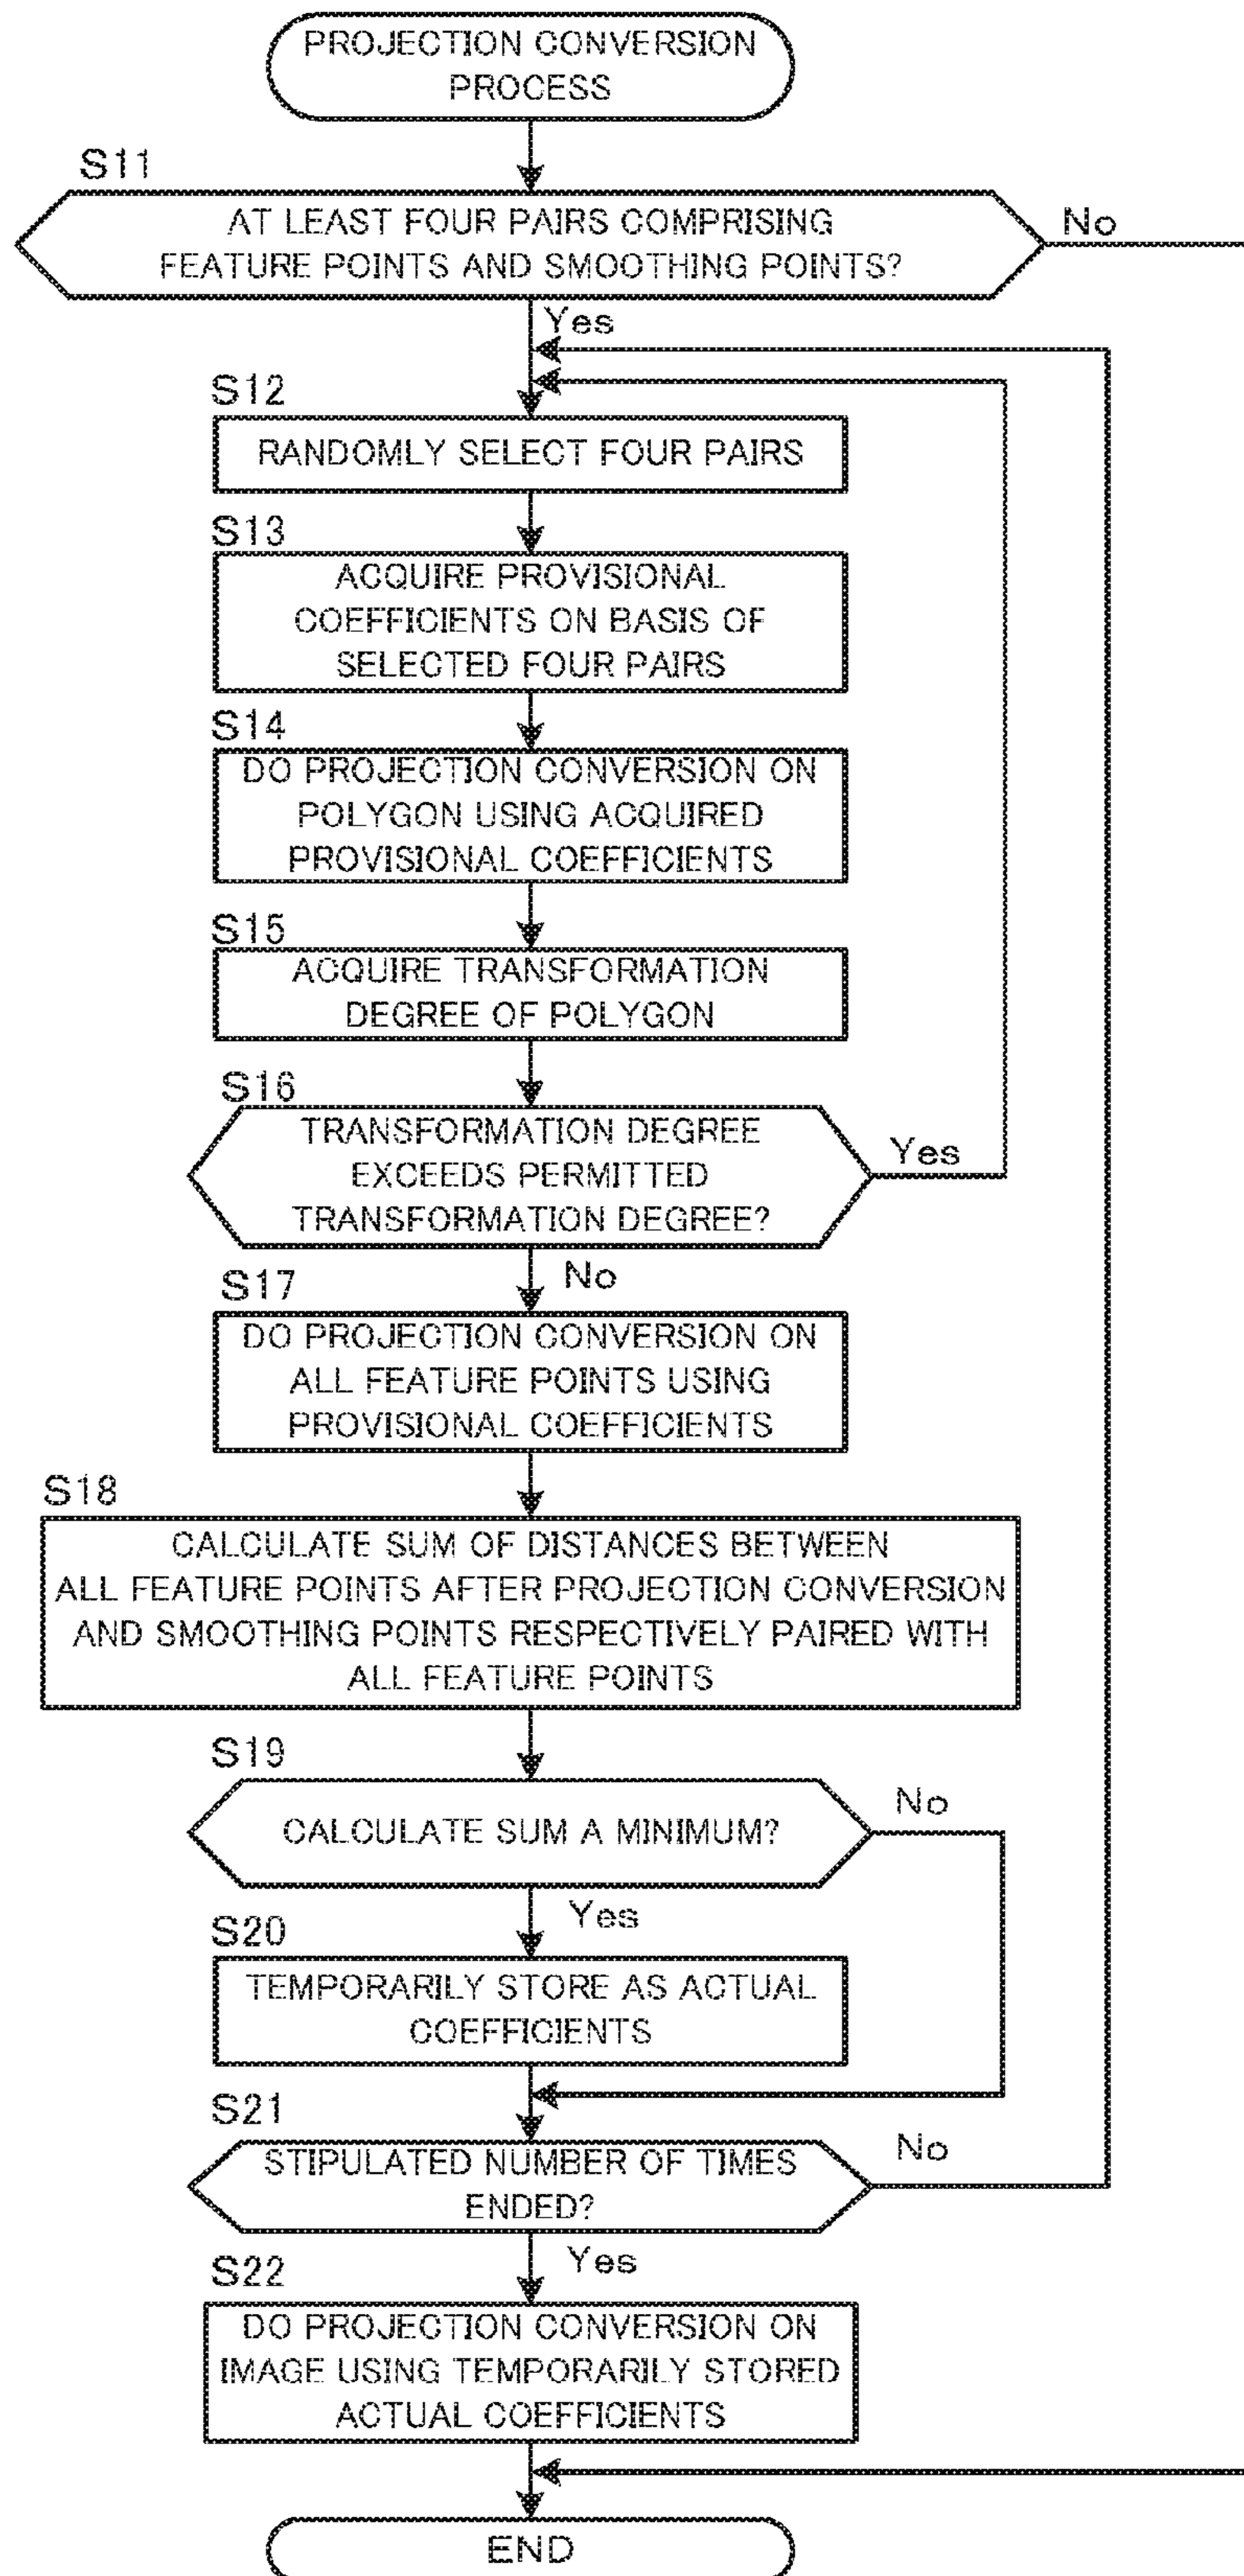 PROJECTION CONVERSION
PROCESS
S11
AT LEAST FOUR PAIRS COMPRISING
FEATURE POINTS AND SMOOTHING POINTS?
No
Yes
S12
RANDOMLY SELECT FOUR PAIRS
S13
ACQUIRE PROVISIONAL
COEFFICIENTS ON BASIS OF
SELECTED FOUR PAIRS
S14
DO PROJECTION CONVERSION ON
POLYGON USING ACQUIRED
PROVISIONAL COEFFICIENTS
S15
ACQUIRE TRANSFORMATION
DEGREE OF POLYGON
S16
TRANSFORMATION DEGREE
EXCEEDS PERMITTED
TRANSFORMATION DEGREE?
Yes
No
S17
DO PROJECTION CONVERSION ON
ALL FEATURE POINTS USING
PROVISIONAL COEFFICIENTS
S18
CALCULATE SUM OF DISTANCES BETWEEN
ALL FEATURE POINTS AFTER PROJECTION CONVERSION
AND SMOOTHING POINTS RESPECTIVELY PAIRED WITH
ALL FEATURE POINTS
S19
CALCULATE SUM A MINIMUM?
No
Yes
S20
TEMPORARILY STORE AS ACTUAL
COEFFICIENTS
S21
STIPULATED NUMBER OF TIMES
ENDED?
No
Yes
S22
DO PROJECTION CONVERSION ON
IMAGE USING TEMPORARILY STORED
ACTUAL COEFFICIENTS
END